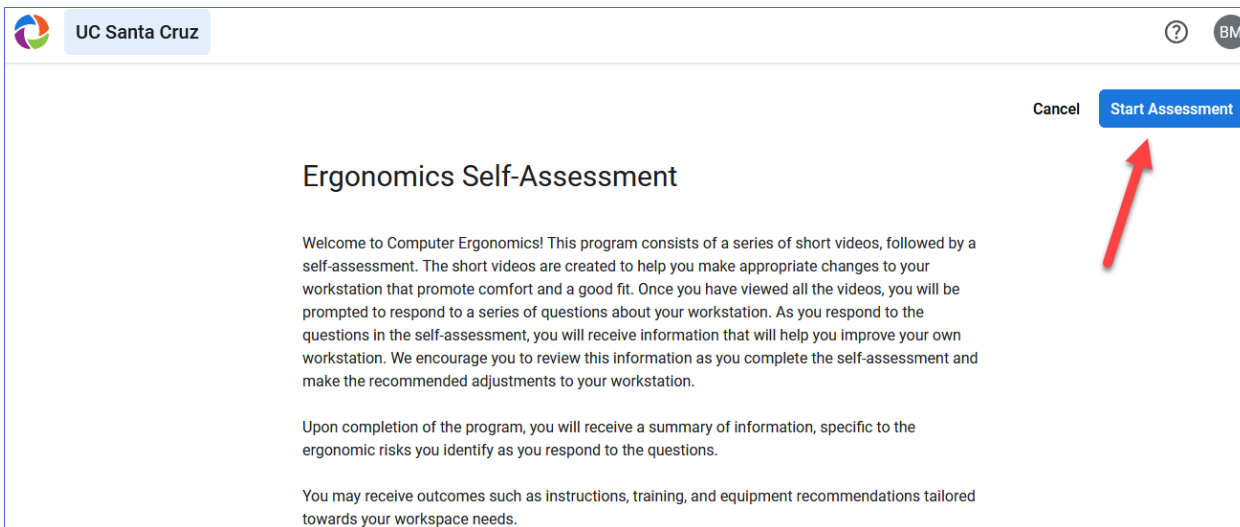 UC Santa Cruz
?
BM
Cancel
Start Assessment
Ergonomics Self-Assessment
Welcome to Computer Ergonomics! This program consists of a series of short videos, followed by a
self-assessment. The short videos are created to help you make appropriate changes to your
workstation that promote comfort and a good fit. Once you have viewed all the videos, you will be
prompted to respond to a series of questions about your workstation. As you respond to the
questions in the self-assessment, you will receive information that will help you improve your own
workstation. We encourage you to review this information as you complete the self-assessment and
make the recommended adjustments to your workstation.
Upon completion of the program, you will receive a summary of information, specific to the
ergonomic risks you identify as you respond to the questions.
You may receive outcomes such as instructions, training, and equipment recommendations tailored
towards your workspace needs.